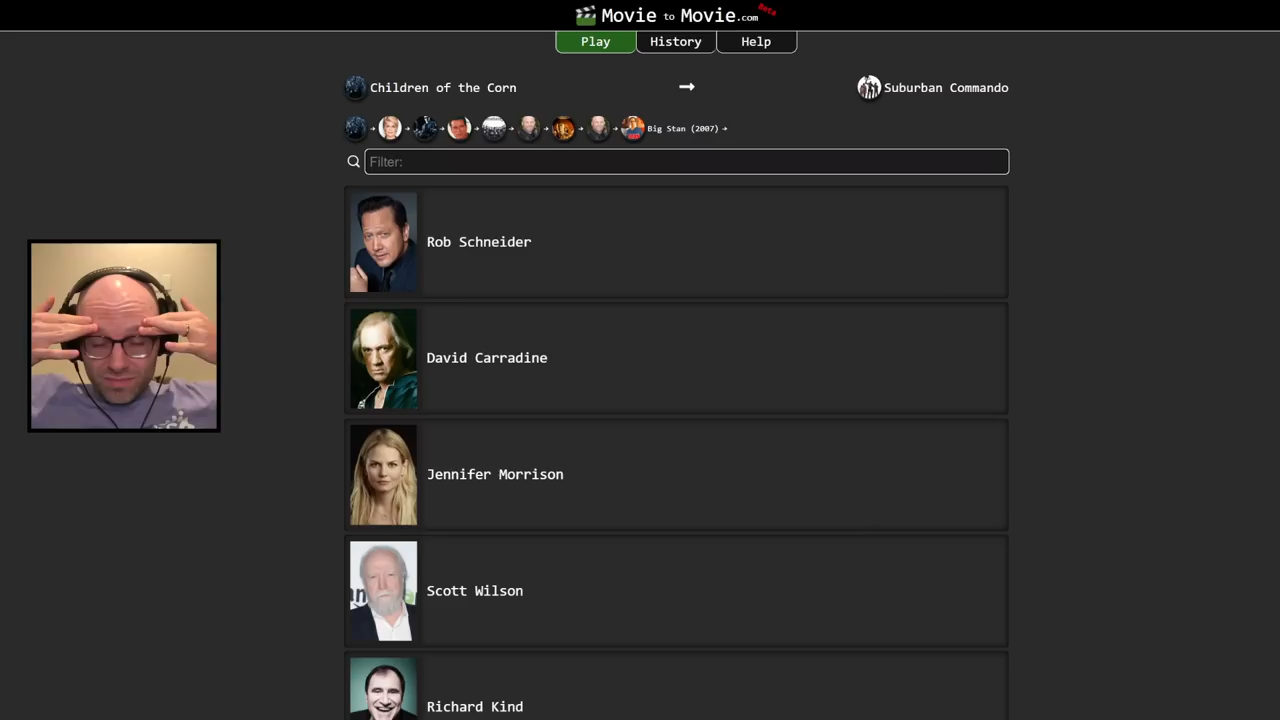 Movie to Movie.com Beta
Play History Help
Children of the Corn → Suburban Commando
Big Stan (2007) →
Filter:
Rob Schneider
David Carradine
Jennifer Morrison
Scott Wilson
Richard Kind